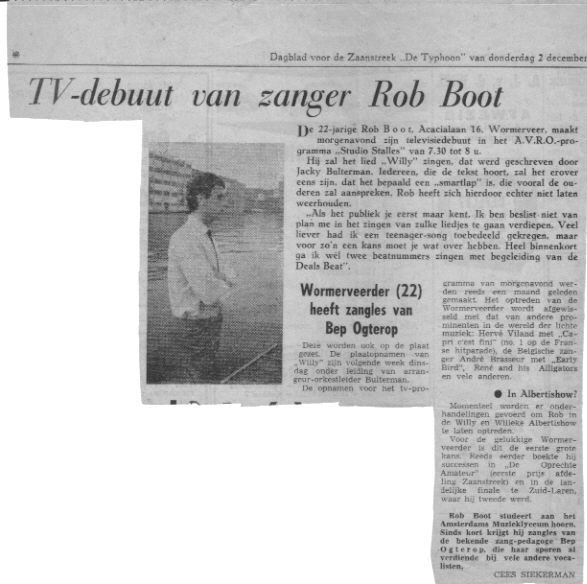 Dagblad voor de Zaanstreek „De Typhoon" van donderdag 2 december
TV-debuut van zanger Rob Boot
De 22-jarige Rob Boot, Acacialaan 16, Wormerveer, maakt
morgenavond zijn televisiedebuut in het A.V.R.O.-pro-
gramma „Studio Stalles" van 7.30 tot 8 u.
Hij zal het lied „Willy" zingen, dat werd geschreven door
Jacky Bulterman. Iedereen, die de tekst hoort, zal het erover
eens zijn, dat het bepaald een „smartlap" is, die vooral de ou-
deren zal aanspreken. Rob heeft zich hierdoor echter niet laten
weerhouden.
„Als het publiek je eerst maar kent. Ik ben beslist niet van
plan me in het zingen van zulke liedjes te gaan verdiepen. Veel
liever had ik een teenager-song toebedeeld gekregen, maar
voor zo'n een kans moet je wat over hebben. Heel binnenkort
ga ik wel twee beatnummers zingen met begeleiding van de
Deals Beat".
Wormerveerder (22)
heeft zangles van
Bep Ogterop
Deze worden ook op de plaat
gezet. De plaatopnamen van
„Willy" zijn volgende week dins-
dag onder leiding van arran-
geur-orkestleider Bulterman.
De opnamen voor het tv-pro-
gramma van morgenavond wer-
den reeds een maand geleden
gemaakt. Het optreden van de
Wormerveerder wordt afgewis-
seld met dat van andere pro-
minenten in de wereld der lichte
muziek: Hervé Viland met „Ca-
pri c'est fini" (no. 1 op de Fran-
se hitparade), de Belgische zan-
ger André Brasseur met „Early
Bird", René and his Alligators
en vele anderen.
● In Albertishow?
Momenteel worden er onder-
handelingen gevoerd om Rob in
de Willy en Willeke Albertishow
te laten optreden.
Voor de gelukkige Wormer-
veerder is dit de eerste grote
kans. Reeds eerder boekte hij
successen in „De Oprechte
Amateur" (eerste prijs afde-
ling Zaanstreek) en in de lan-
delijke finale te Zuid-Laren,
waar hij tweede werd.
Rob Boot studeert aan het
Amsterdams Muzieklyceum hoorn.
Sinds kort krijgt hij zangles van
de bekende zang-pedagoge Bep
Ogterop, die haar sporen al
verdiende bij vele andere voca-
listen.
CEES SIEKERMAN